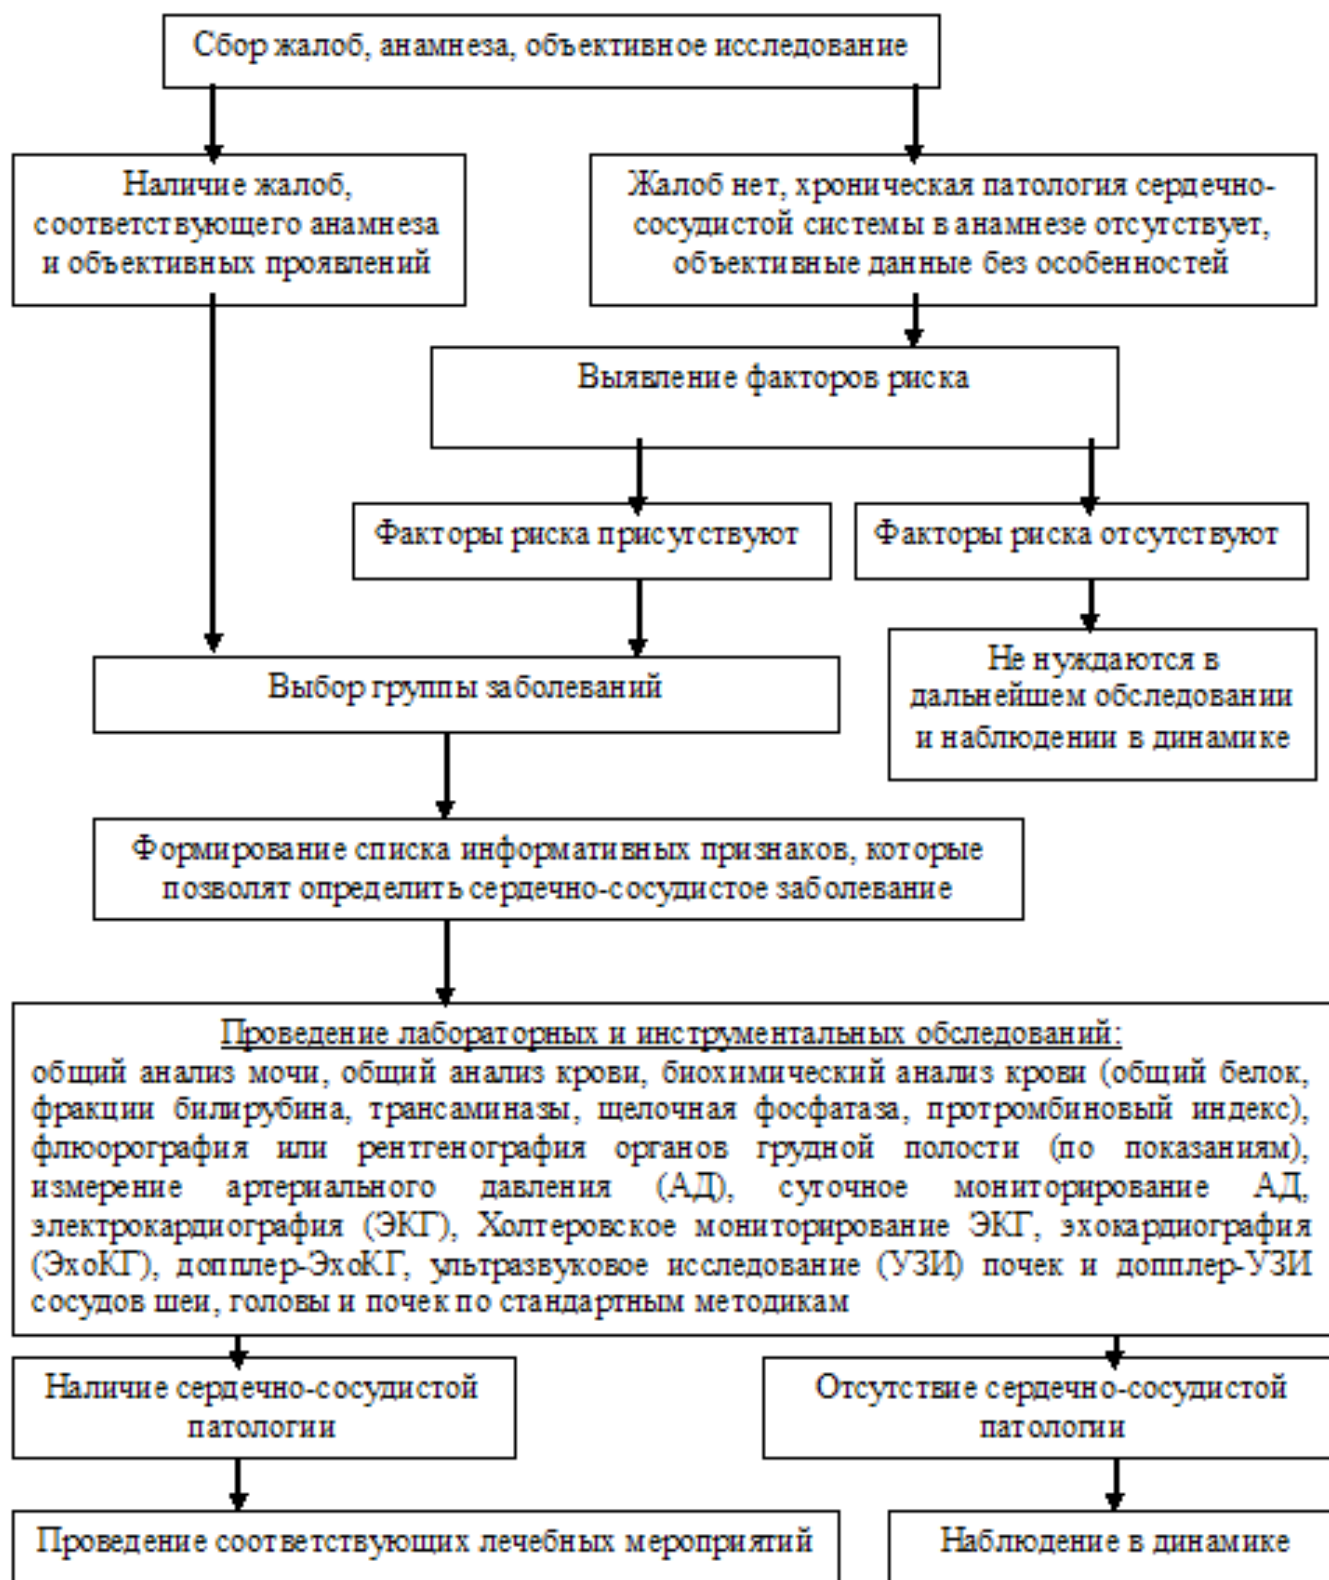 Сбор жалоб, анамнеза, объективное исследование
Наличие жалоб,
соответствующего анамнеза
и объективных проявлений
Жалоб нет, хроническая патология сердечно-
сосудистой системы в анамнезе отсутствует,
объективные данные без особенностей
Выявление факторов риска
Факторы риска присутствуют
Факторы риска отсутствуют
Не нуждаются в
дальнейшем обследовании
и наблюдении в динамике
Выбор группы заболеваний
Формирование списка информативных признаков, которые
позволят определить сердечно-сосудистое заболевание
Проведение лабораторных и инструментальных обследований:
общий анализ мочи, общий анализ крови, биохимический анализ крови (общий белок,
фракции билирубина, трансаминазы, щелочная фосфатаза, протромбиновый индекс),
флюорография или рентгенография органов грудной полости (по показаниям),
измерение артериального давления (АД), суточное мониторирование АД,
электрокардиография (ЭКГ), Холтеровское мониторирование ЭКГ, эхокардиография
(ЭхоКГ), допплер-ЭхоКГ, ультразвуковое исследование (УЗИ) почек и допплер-УЗИ
сосудов шеи, головы и почек по стандартным методикам
Наличие сердечно-сосудистой
патологии
Отсутствие сердечно-сосудистой
патологии
Проведение соответствующих лечебных мероприятий
Наблюдение в динамике